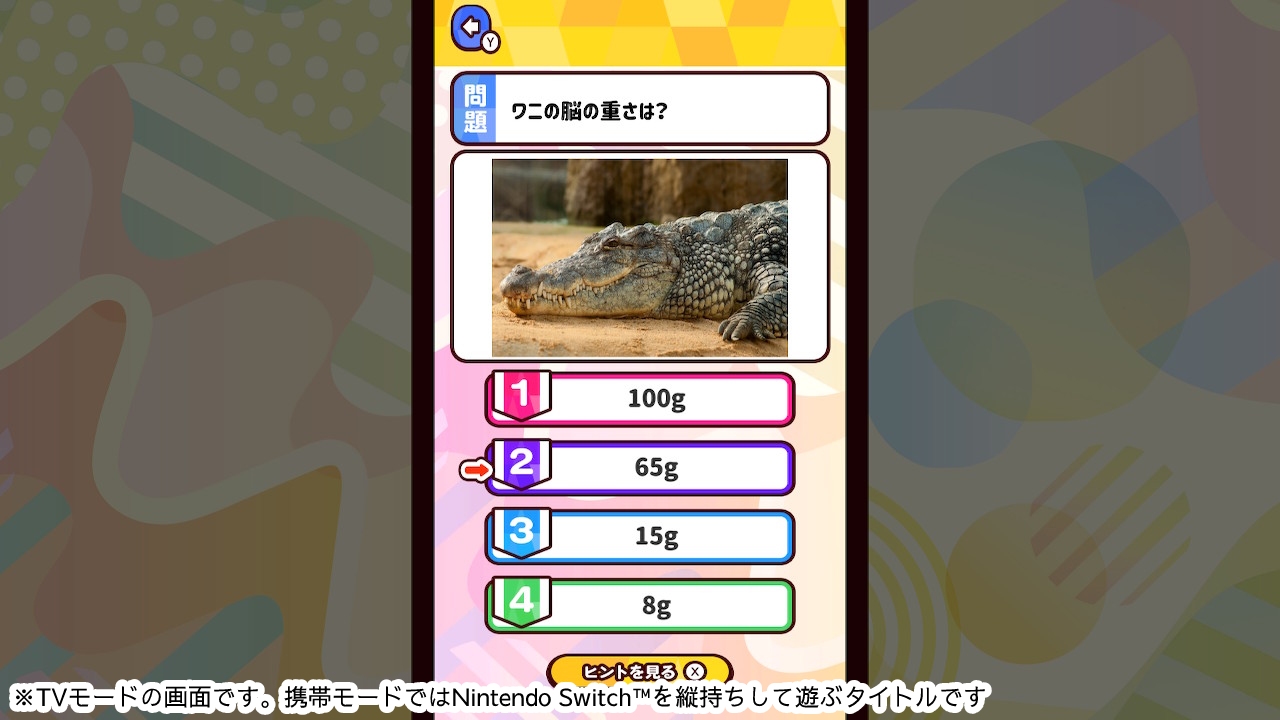 Y
問題
ワニの脳の重さは?
1 100g
2 65g
3 15g
4 8g
ヒントを見る X
※TVモードの画面です。携帯モードではNintendo Switch™を縦持ちして遊ぶタイトルです